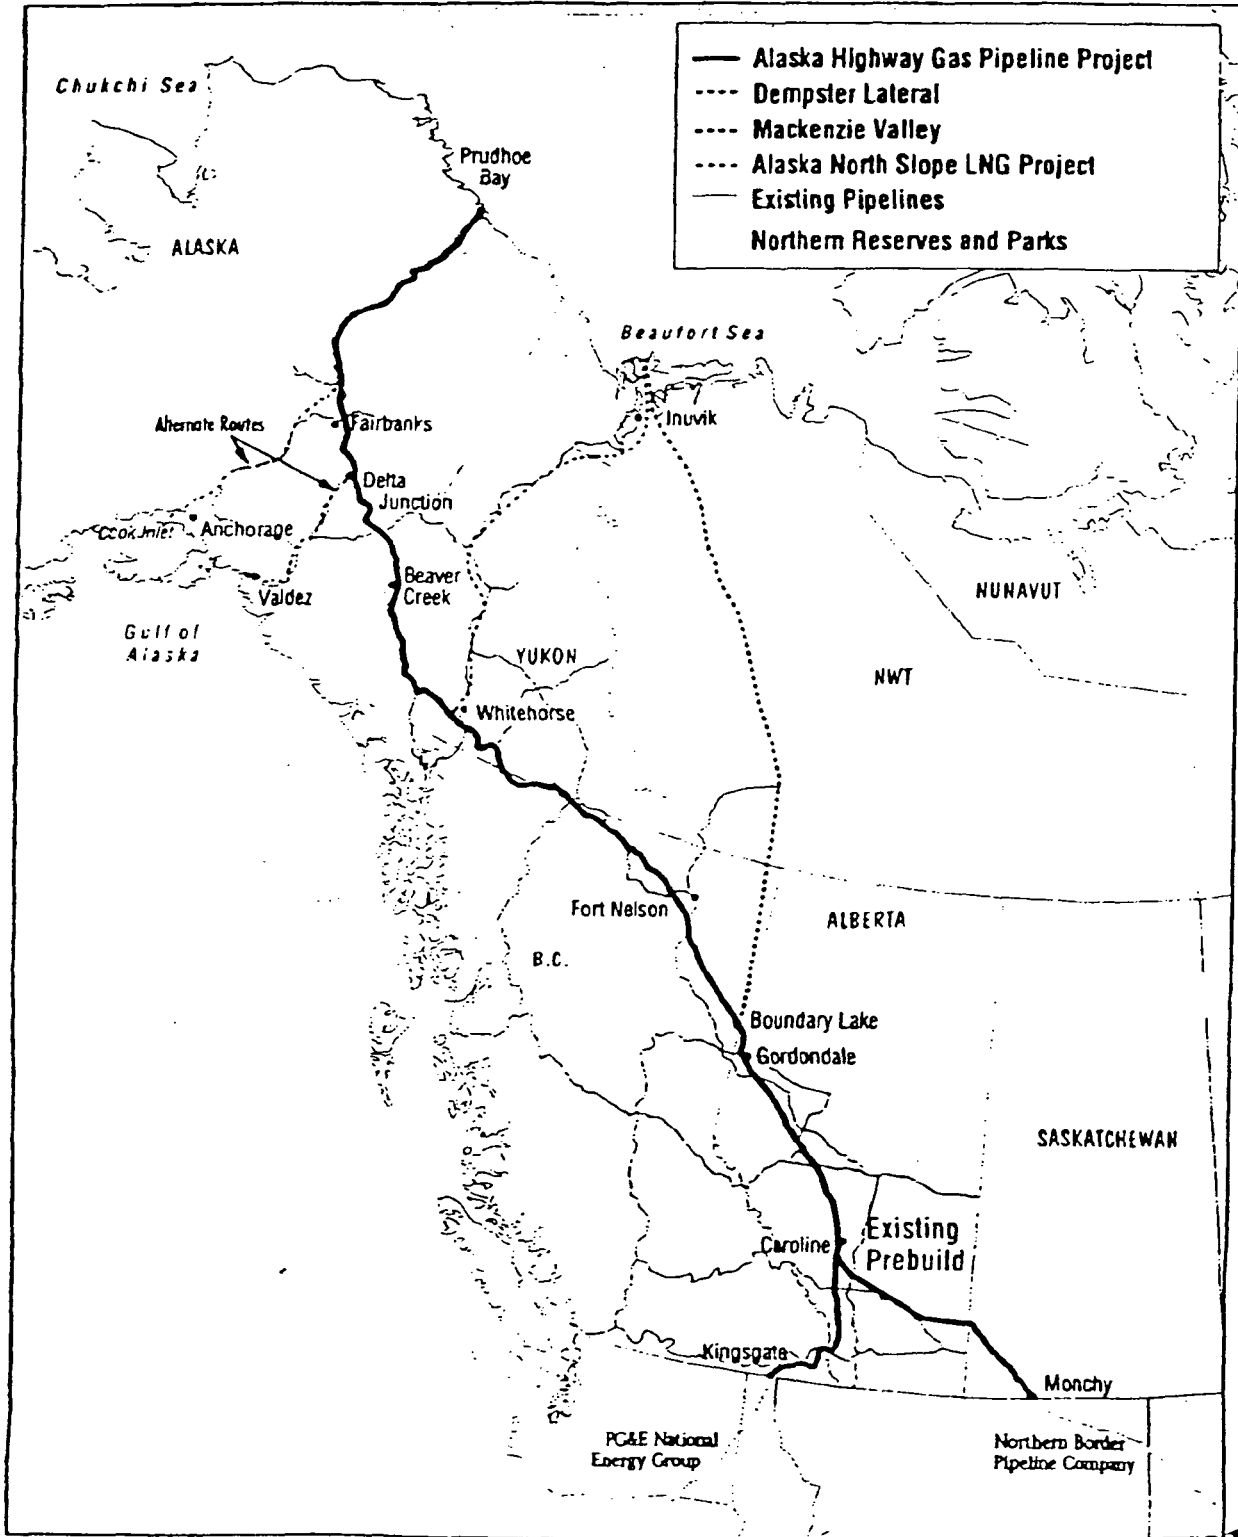 Alaska Highway Gas Pipeline Project
Dempster Lateral
Mackenzie Valley
Alaska North Slope LNG Project
Existing Pipelines
Northern Reserves and Parks
Chukchi Sea
Prudhoe
Bay
ALASKA
Beaufort Sea
Inuvik
Alternate Routes
Fairbanks
Delta
Junction
Cook Inlet
Anchorage
Beaver
Creek
Valdez
NUNAVUT
Gulf of
Alaska
YUKON
NWT
Whitehorse
Fort Nelson
ALBERTA
B.C.
Boundary Lake
Gordondale
SASKATCHEWAN
Existing
Prebuild
Caroline
Kingsgate
Monchy
PG&E National
Energy Group
Northern Border
Pipeline Company